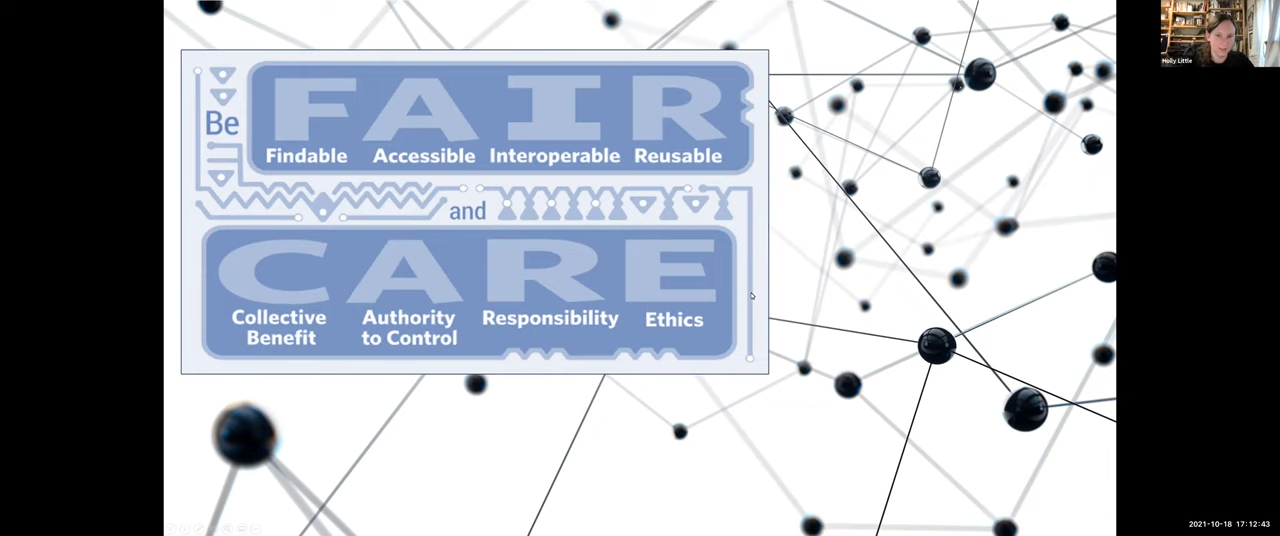 Be
FAIR
Findable Accessible Interoperable Reusable
and
CARE
Collective Benefit
Authority to Control
Responsibility
Ethics
Holly Little
2021-10-18 17:12:43